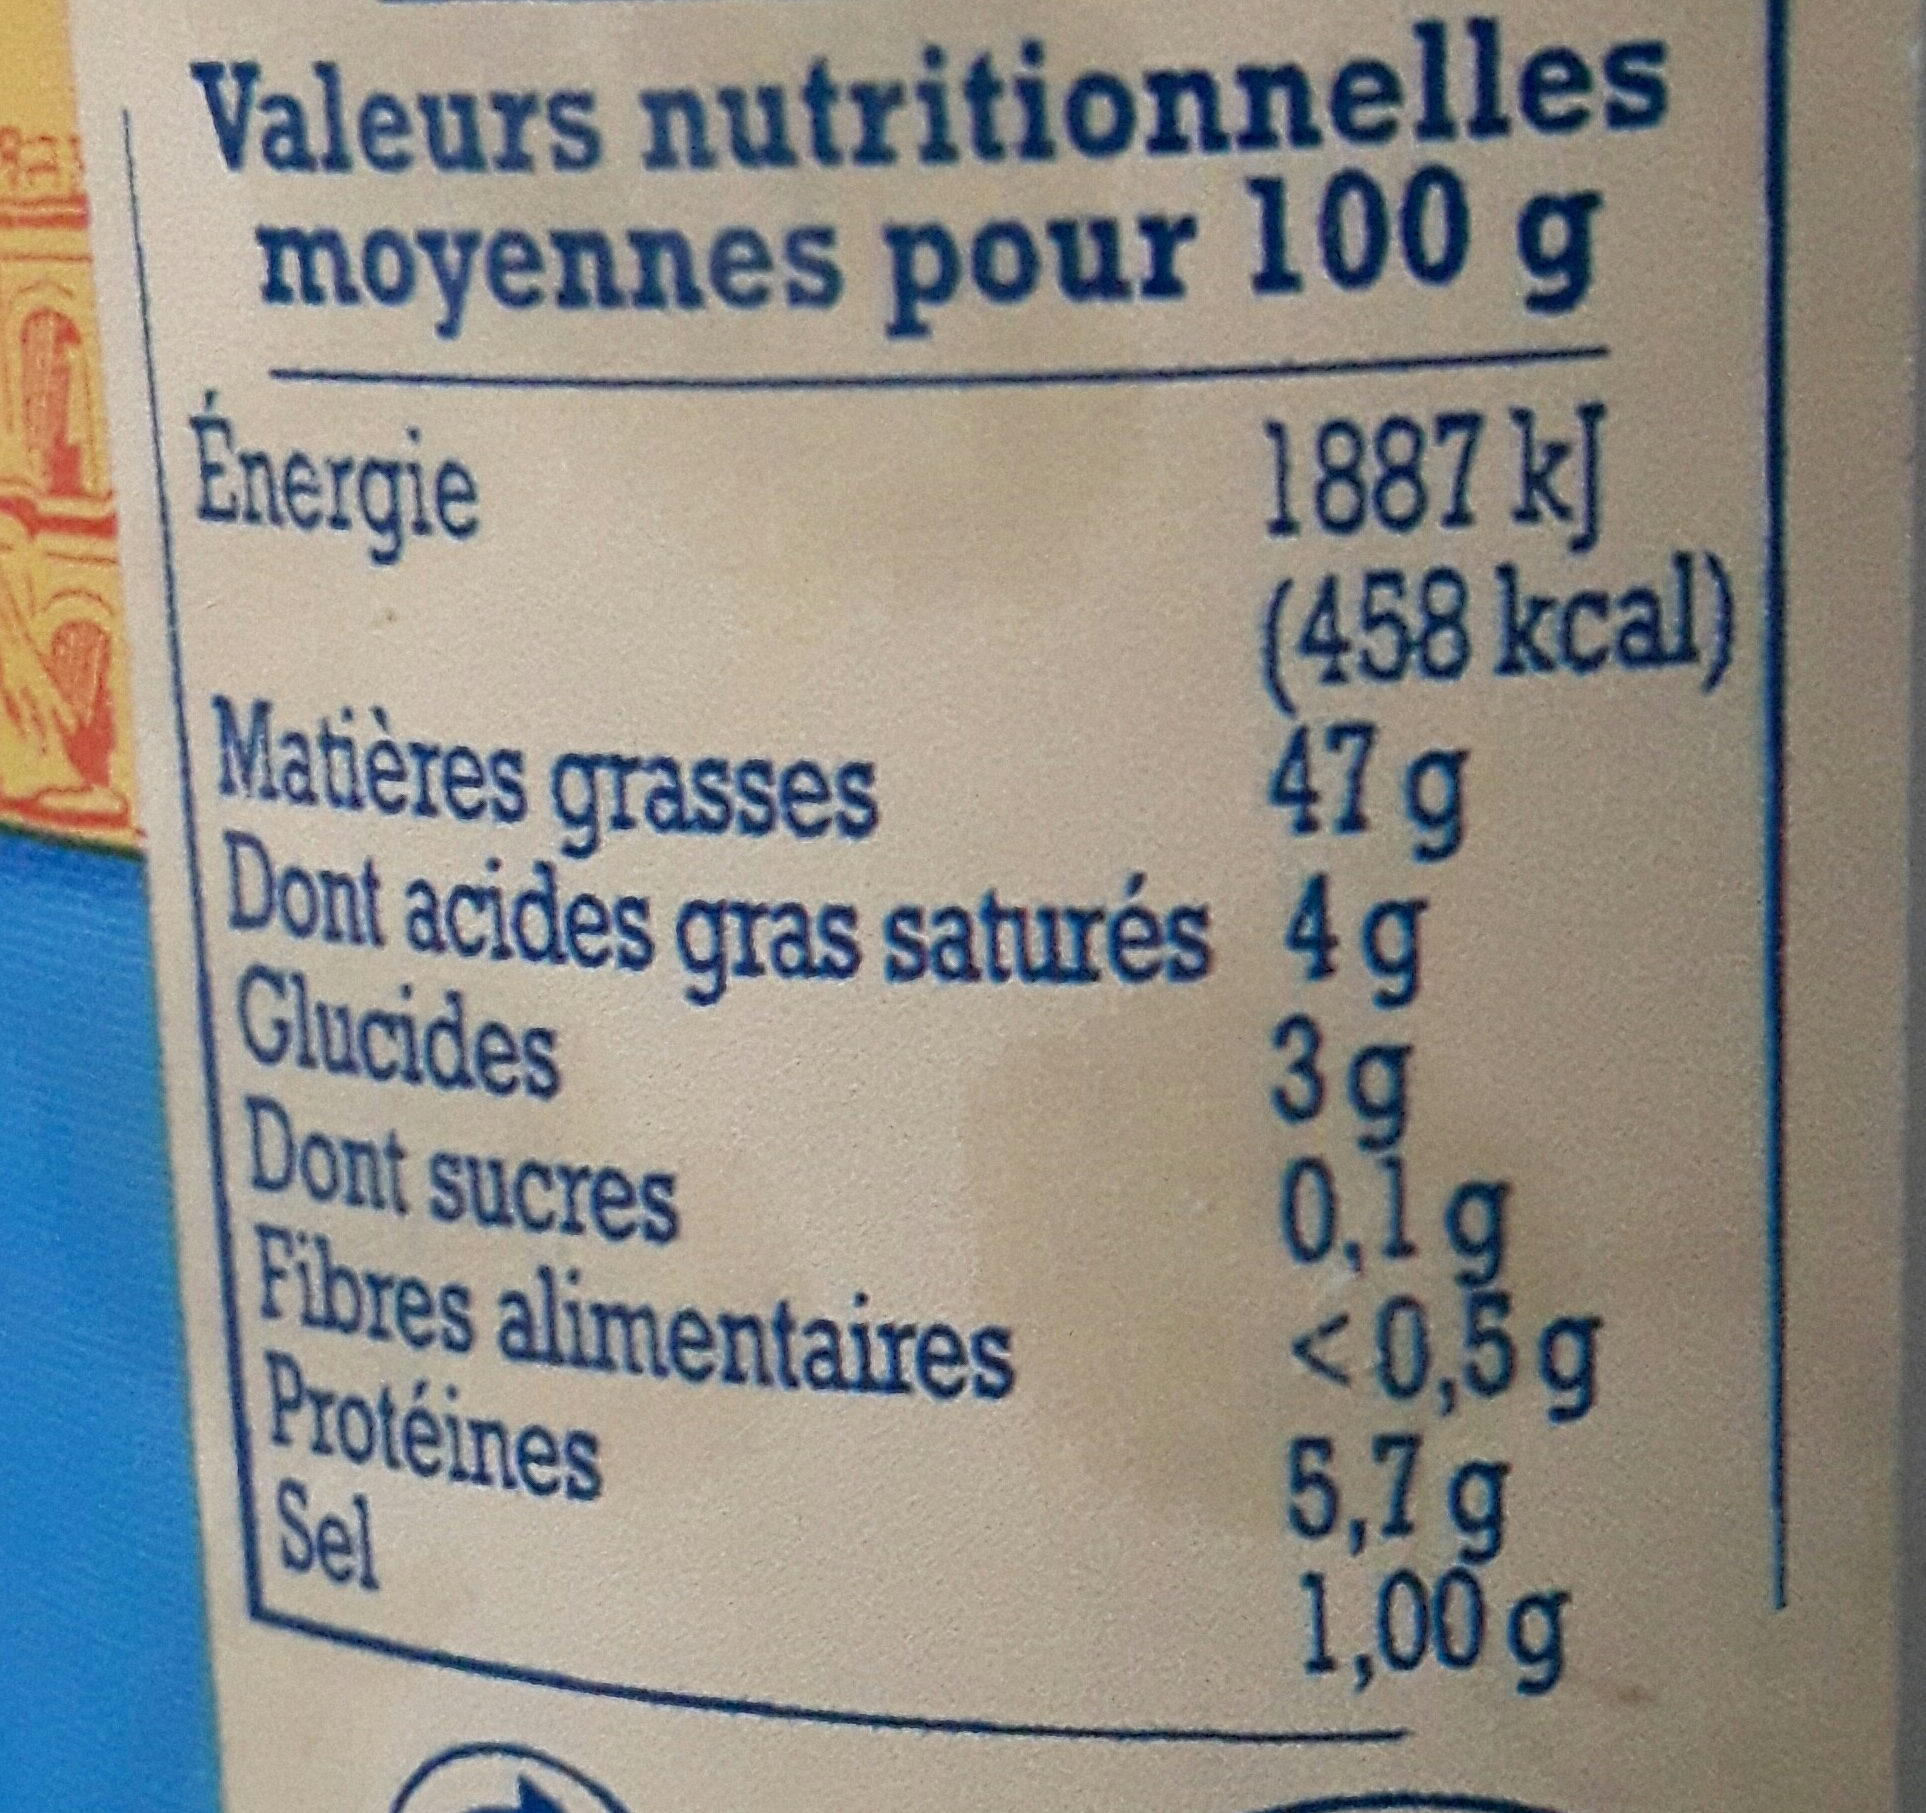 Valeurs nutritionnelles
moyennes pour 100 g
Énergie 1887 kJ
(458 kcal)
Matières grasses 47 g
Dont acides gras saturés 4 g
Glucides 3 g
Dont sucres 0,1 g
Fibres alimentaires <0,5 g
Protéines 5,7 g
Sel 1,00 g